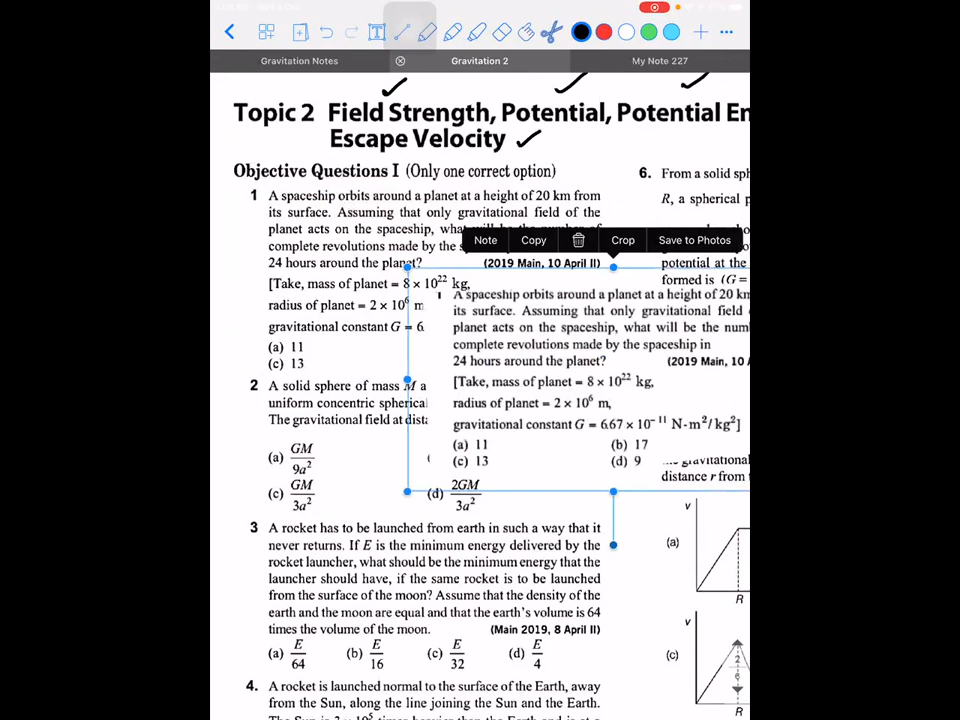 Gravitation Notes
Gravitation 2
My Note 227
Topic 2 Field Strength, Potential, Potential En
Escape Velocity
Objective Questions I (Only one correct option)
1 A spaceship orbits around a planet at a height of 20 km from
its surface. Assuming that only gravitational field of the
planet acts on the spaceship, what will be the number of
complete revolutions made by the s
24 hours around the planet? (2019 Main, 10 April II)
[Take, mass of planet = 8 × 10²² kg,
radius of planet = 2 × 10⁶ m
gravitational constant G = 6.
(a) 11
(c) 13
2 A solid sphere of mass M a
uniform concentric spherical
The gravitational field at dista
(a) GM/9a²
(c) GM/3a²
(d) 2GM/3a²
3 A rocket has to be launched from earth in such a way that it
never returns. If E is the minimum energy delivered by the
rocket launcher, what should be the minimum energy that the
launcher should have, if the same rocket is to be launched
from the surface of the moon? Assume that the density of the
earth and the moon are equal and that the earth's volume is 64
times the volume of the moon. (Main 2019, 8 April II)
(a) E/64 (b) E/16 (c) E/32 (d) E/4
4. A rocket is launched normal to the surface of the Earth, away
from the Sun, along the line joining the Sun and the Earth.
Note Copy Crop Save to Photos
A spaceship orbits around a planet at a height of 20 km
its surface. Assuming that only gravitational field
planet acts on the spaceship, what will be the num
complete revolutions made by the spaceship in
24 hours around the planet? (2019 Main, 10 A
[Take, mass of planet = 8 × 10²² kg,
radius of planet = 2 × 10⁶ m,
gravitational constant G = 6.67 × 10⁻¹¹ N-m²/kg²]
(a) 11 (b) 17
(c) 13 (d) 9
6. From a solid sph
R, a spherical p
potential at the
formed is (G =
gravitational
distance r from
(a)
v
R
(c)
v
R